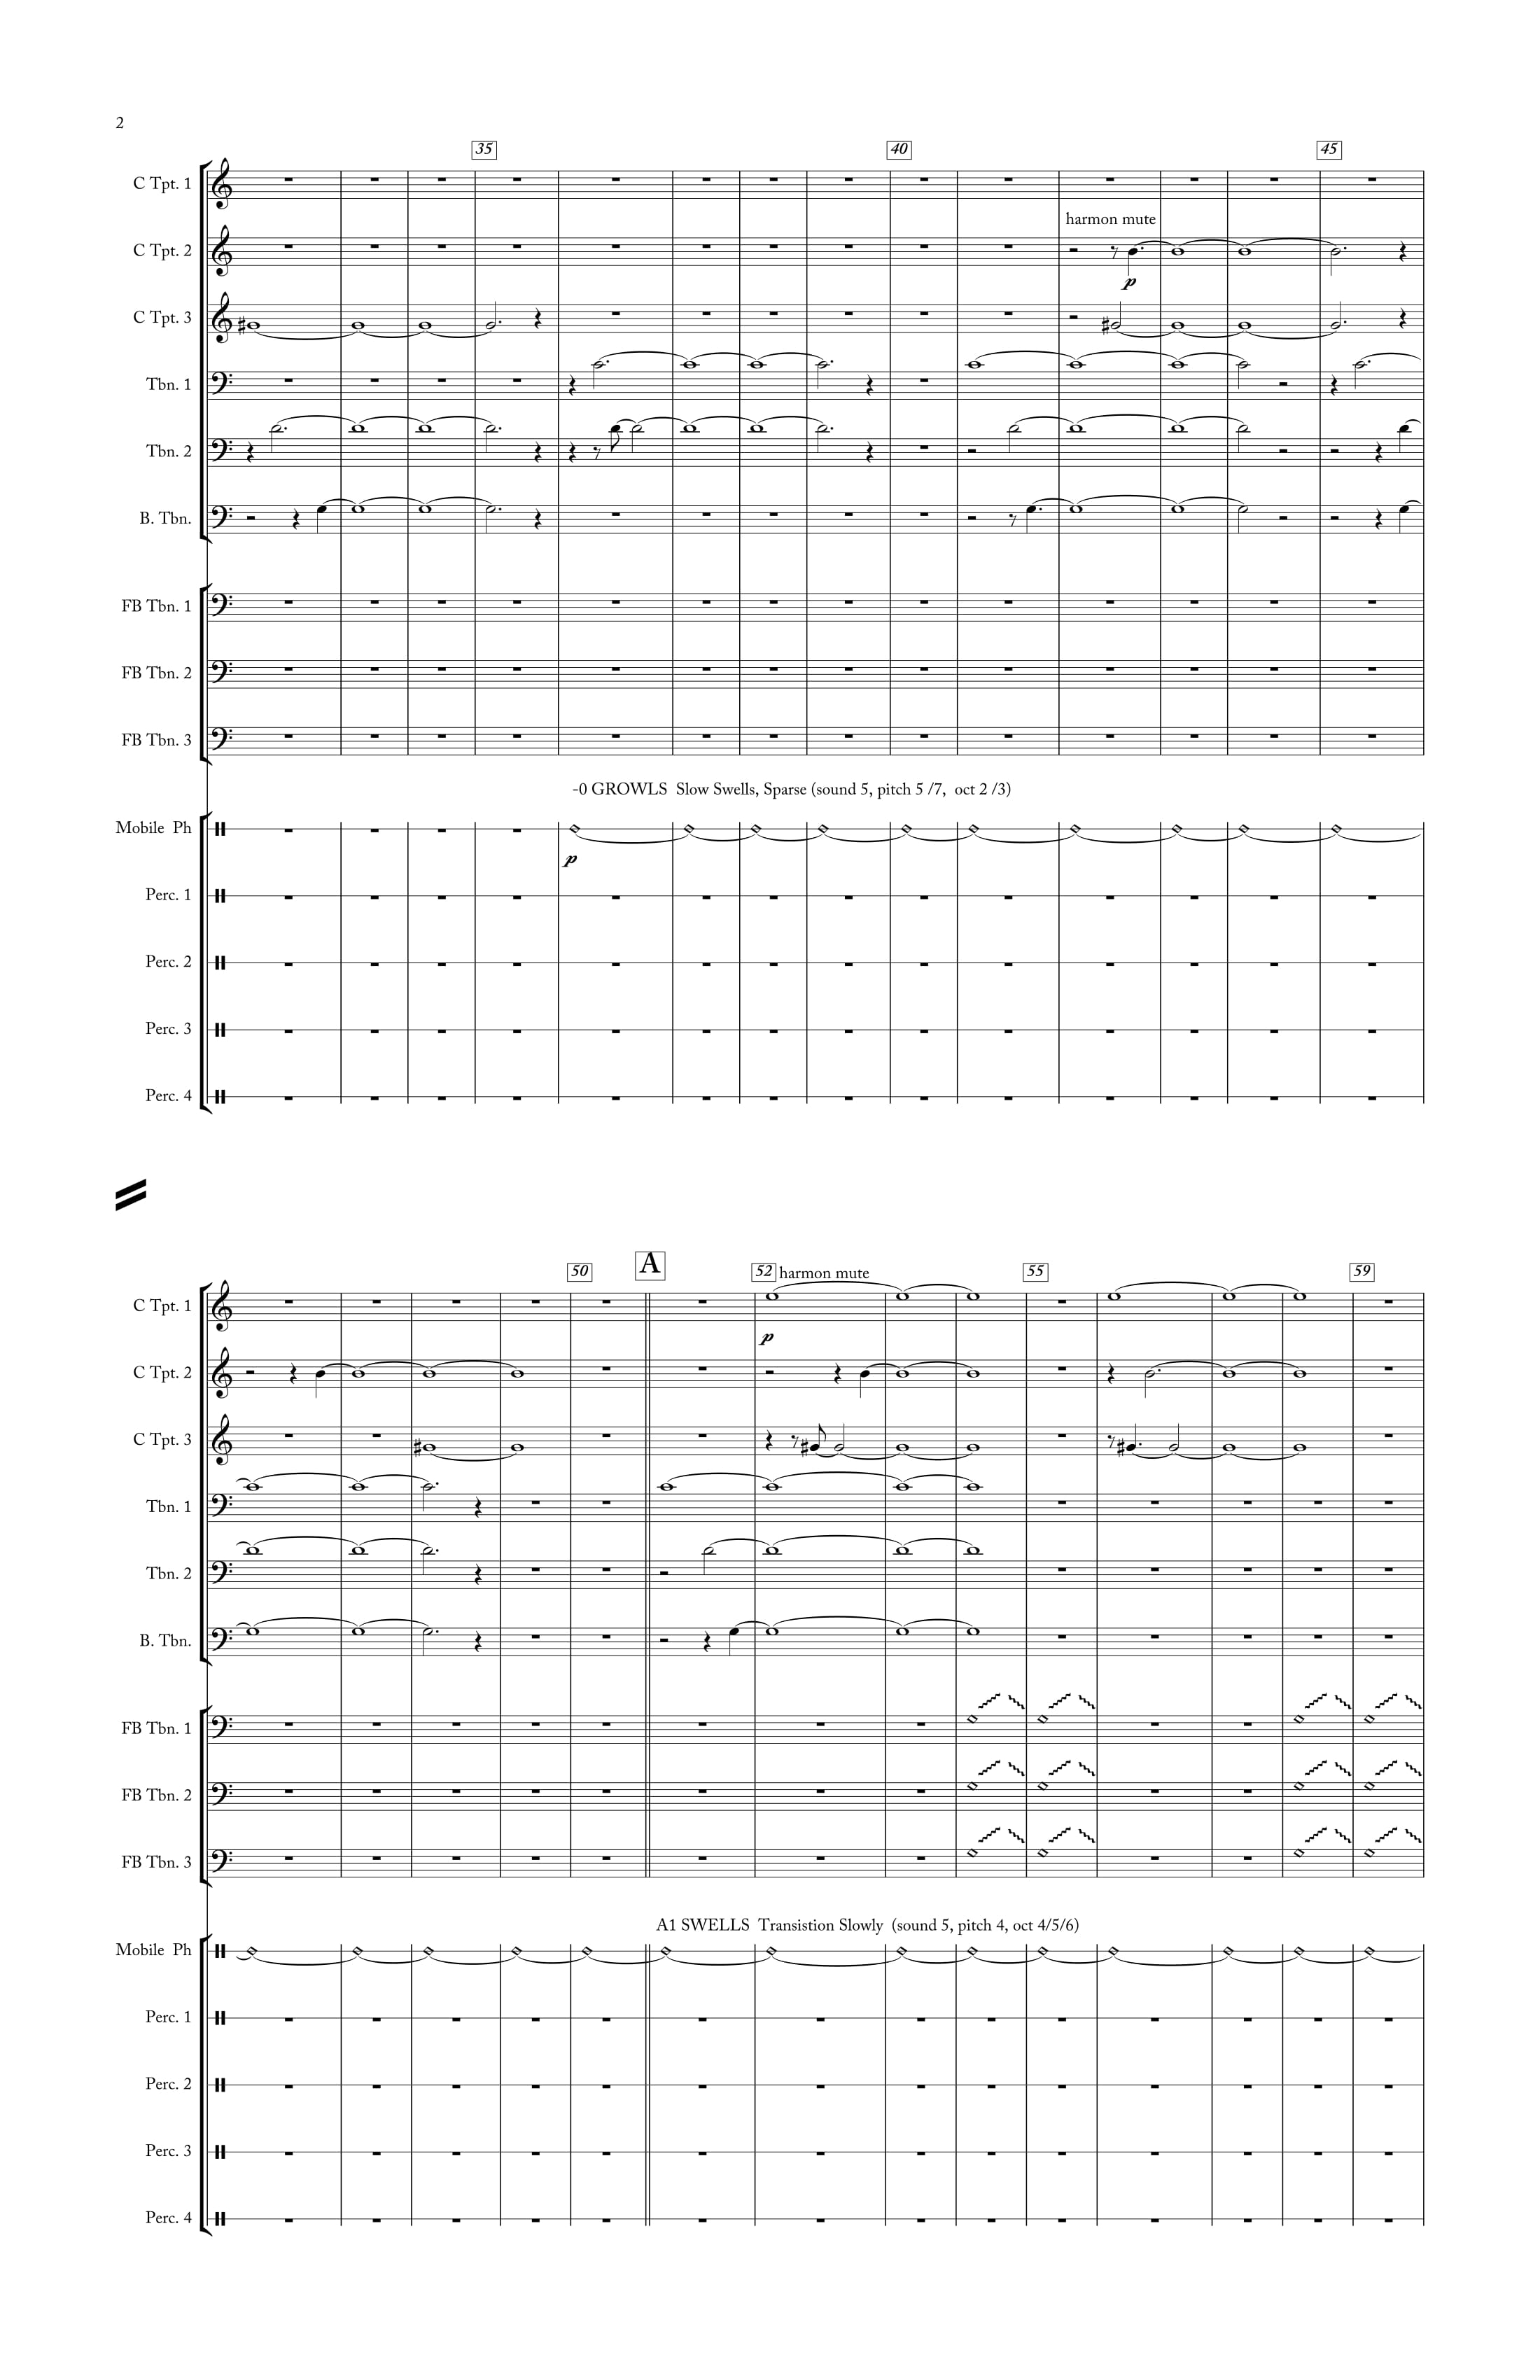 2
35 40 45
C Tpt. 1
harmon mute
C Tpt. 2
p
C Tpt. 3
Tbn. 1
Tbn. 2
B. Tbn.
FB Tbn. 1
FB Tbn. 2
FB Tbn. 3
-0 GROWLS Slow Swells, Sparse (sound 5, pitch 5 /7, oct 2 /3)
Mobile Ph
p
Perc. 1
Perc. 2
Perc. 3
Perc. 4
50 A 52 harmon mute 55 59
C Tpt. 1
p
C Tpt. 2
C Tpt. 3
Tbn. 1
Tbn. 2
B. Tbn.
FB Tbn. 1
FB Tbn. 2
FB Tbn. 3
A1 SWELLS Transistion Slowly (sound 5, pitch 4, oct 4/5/6)
Mobile Ph
Perc. 1
Perc. 2
Perc. 3
Perc. 4